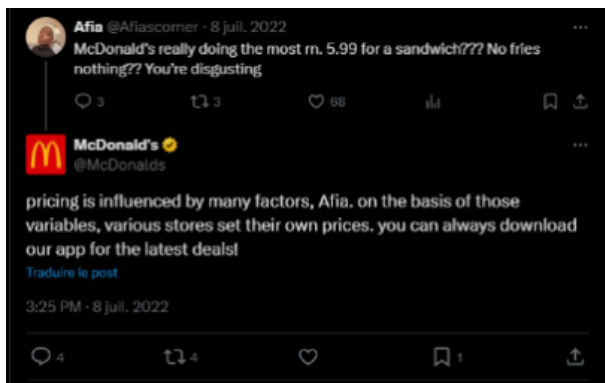 Afia @Afiascorner · 8 juil. 2022
McDonald's really doing the most rn. 5.99 for a sandwich??? No fries
nothing?? You're disgusting
3 3 68
McDonald's
@McDonalds
pricing is influenced by many factors, Afia. on the basis of those
variables, various stores set their own prices. you can always download
our app for the latest deals!
Traduire le post
3:25 PM · 8 juil. 2022
4 4 1